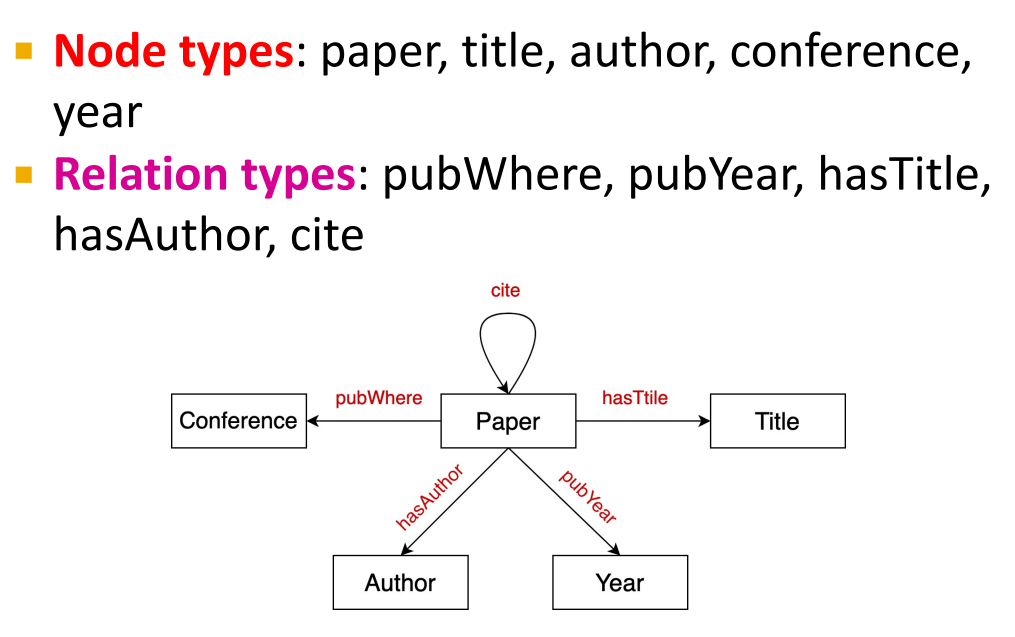 Node types: paper, title, author, conference,
year
Relation types: pubWhere, pubYear, hasTitle,
hasAuthor, cite
cite
pubWhere
hasTtile
Conference
Paper
Title
hasAuthor
pubYear
Author
Year